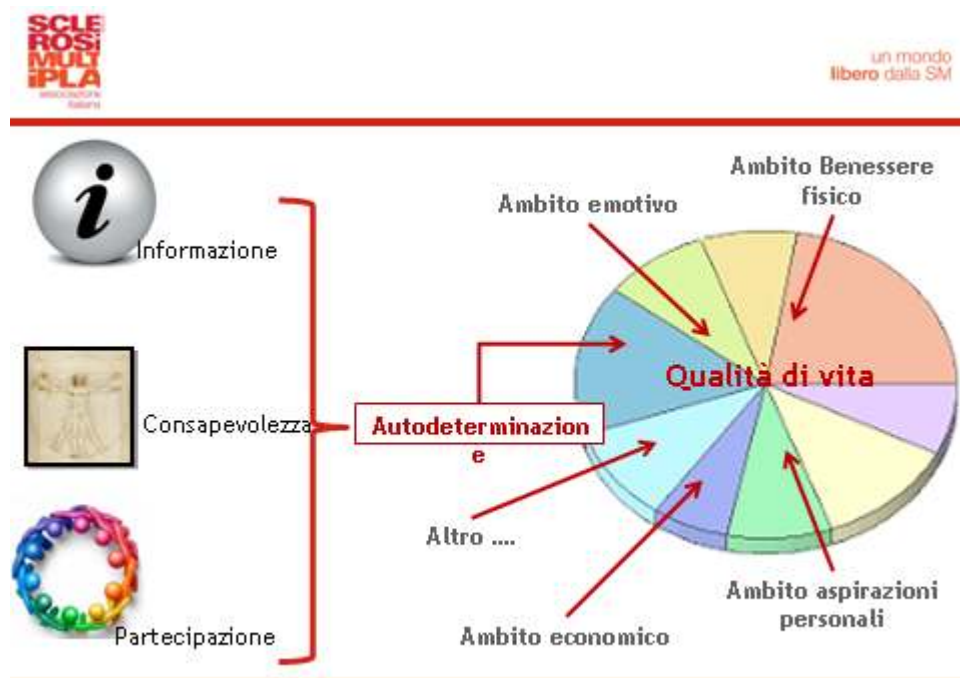 SCLE
ROSi
MULT
iPLA
associazione
italiana
un mondo
libero dalla SM
i
Informazione
Consapevolezza
Partecipazione
Autodeterminazion
e
Ambito emotivo
Ambito Benessere
fisico
Qualità di vita
Altro ....
Ambito economico
Ambito aspirazioni
personali